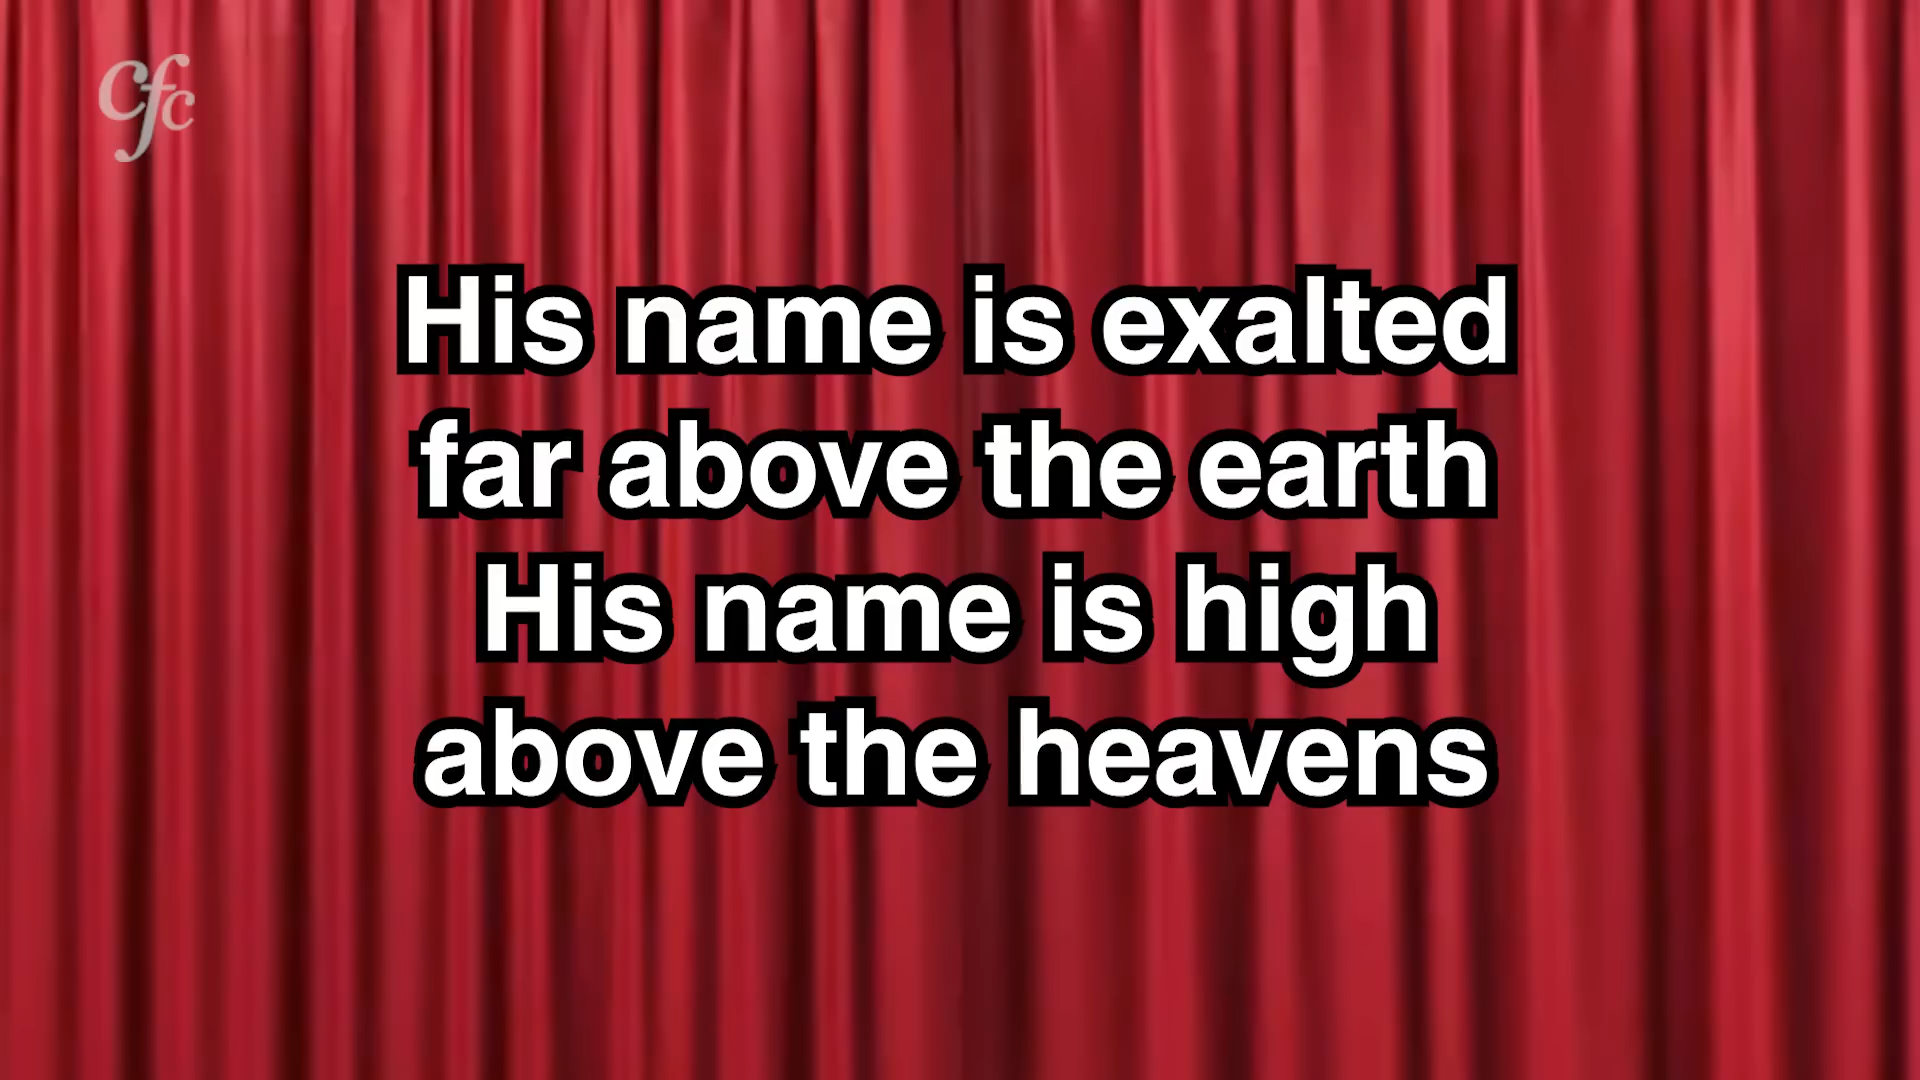 cfc
His name is exalted
far above the earth
His name is high
above the heavens